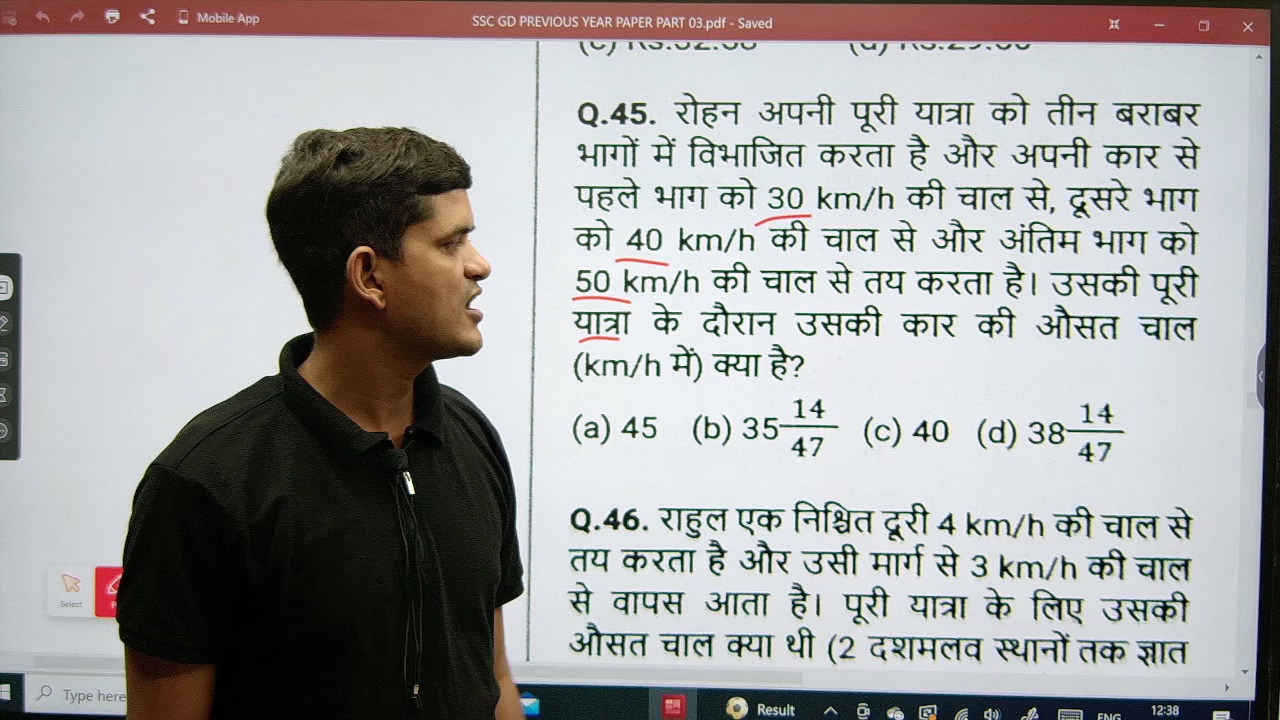 Mobile App
SSC GD PREVIOUS YEAR PAPER PART 03.pdf - Saved
Q.45. रोहन अपनी पूरी यात्रा को तीन बराबर
भागों में विभाजित करता है और अपनी कार से
पहले भाग को 30 km/h की चाल से, दूसरे भाग
को 40 km/h की चाल से और अंतिम भाग को
50 km/h की चाल से तय करता है। उसकी पूरी
यात्रा के दौरान उसकी कार की औसत चाल
(km/h में) क्या है?
(a) 45 (b) 35 14/47 (c) 40 (d) 38 14/47
Q.46. राहुल एक निश्चित दूरी 4 km/h की चाल से
तय करता है और उसी मार्ग से 3 km/h की चाल
से वापस आता है। पूरी यात्रा के लिए उसकी
औसत चाल क्या थी (2 दशमलव स्थानों तक ज्ञात
Select
Type here
Result
ENG
12:38